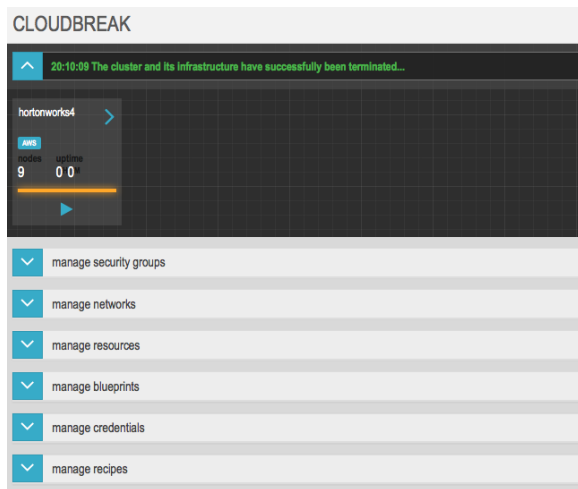 CLOUDBREAK
20:10:09 The cluster and its infrastructure have successfully been terminated...
hortonworks4
AWS
nodes uptime
9 0 0 M
manage security groups
manage networks
manage resources
manage blueprints
manage credentials
manage recipes